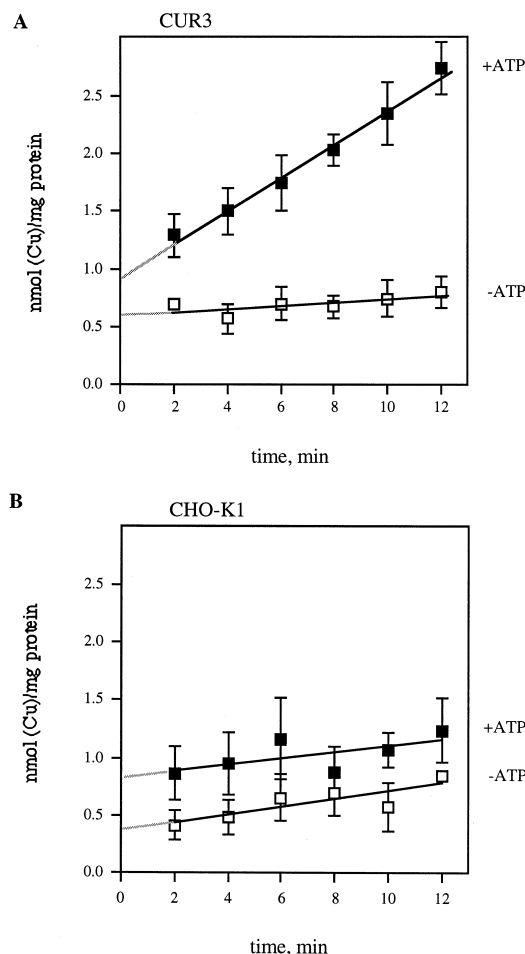 A
CUR3
+ATP
2.5
2.0
1.5
1.0
-ATP
0.5
0.0
nmol (Cu)/mg protein
0 2 4 6 8 10 12
time, min
B
CHO-K1
2.5
2.0
1.5
+ATP
1.0
-ATP
0.5
0.0
nmol (Cu)/mg protein
0 2 4 6 8 10 12
time, min